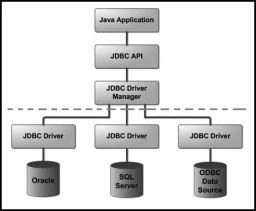 Java Application
JDBC API
JDBC Driver
Manager
JDBC Driver
JDBC Driver
JDBC Driver
Oracle
SQL
Server
ODBC
Data
Source